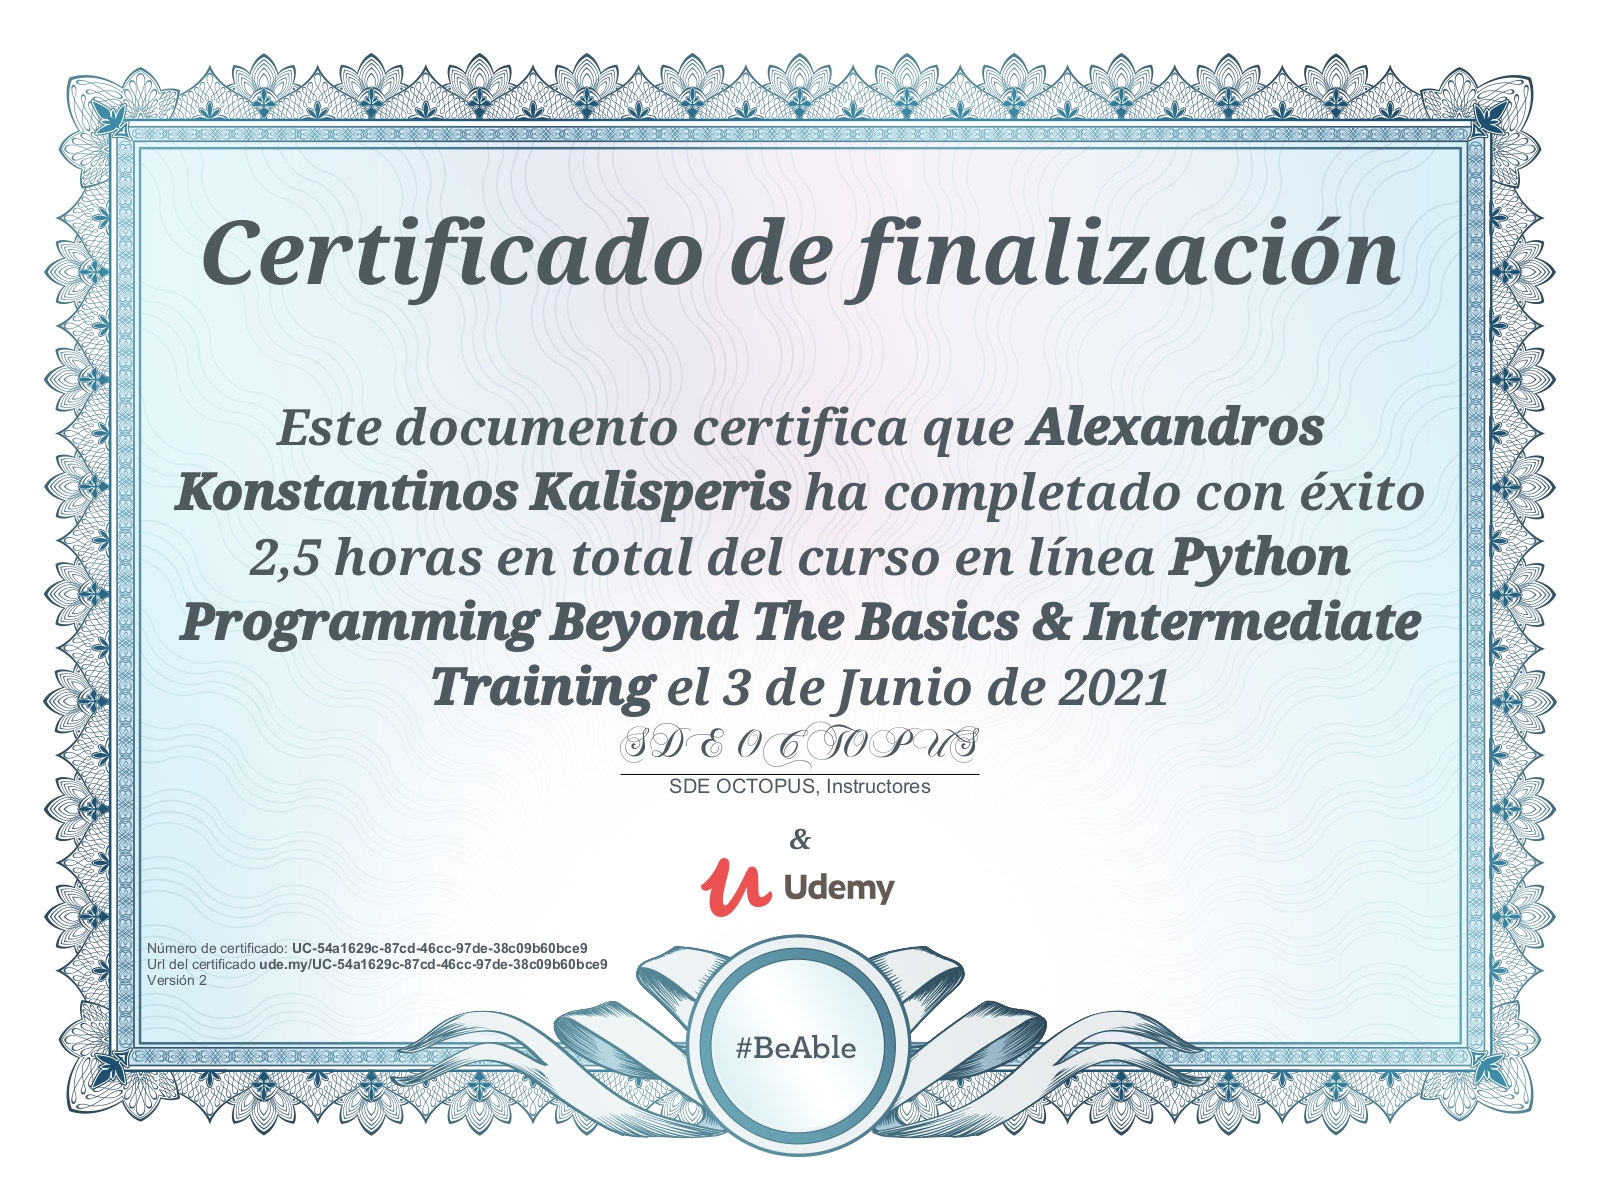 Certificado de finalización
Este documento certifica que Alexandros
Konstantinos Kalisperis ha completado con éxito
2,5 horas en total del curso en línea Python
Programming Beyond The Basics & Intermediate
Training el 3 de Junio de 2021
SDE OCTOPUS
SDE OCTOPUS, Instructores
&
Udemy
Número de certificado: UC-54a1629c-87cd-46cc-97de-38c09b60bce9
Url del certificado ude.my/UC-54a1629c-87cd-46cc-97de-38c09b60bce9
Versión 2
#BeAble